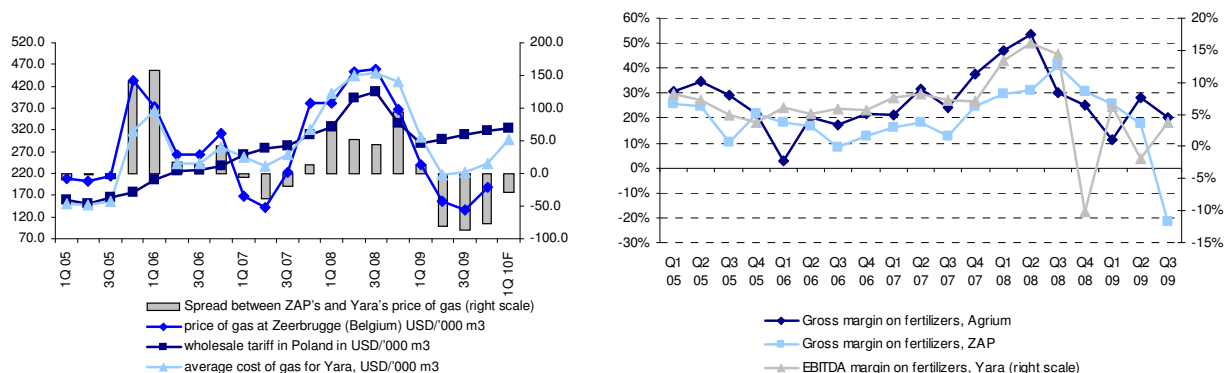 520.0
470.0
420.0
370.0
320.0
270.0
220.0
170.0
120.0
70.0
200.0
150.0
100.0
50.0
0.0
-50.0
-100.0
1Q 05
3Q 05
1Q 06
3Q 06
1Q 07
3Q 07
1Q 08
3Q 08
1Q 09
3Q 09
1Q 10F
Spread between ZAP's and Yara's price of gas (right scale)
price of gas at Zeerbrugge (Belgium) USD/'000 m3
wholesale tariff in Poland in USD/'000 m3
average cost of gas for Yara, USD/'000 m3
60%
50%
40%
30%
20%
10%
0%
-10%
-20%
-30%
20%
15%
10%
5%
0%
-5%
-10%
-15%
Q1 Q2 Q3 Q4 Q1 Q2 Q3 Q4 Q1 Q2 Q3 Q4 Q1 Q2 Q3 Q4 Q1 Q2 Q3
05 05 05 05 06 06 06 06 07 07 07 07 08 08 08 08 09 09 09
Gross margin on fertilizers, Agrium
Gross margin on fertilizers, ZAP
EBITDA margin on fertilizers, Yara (right scale)